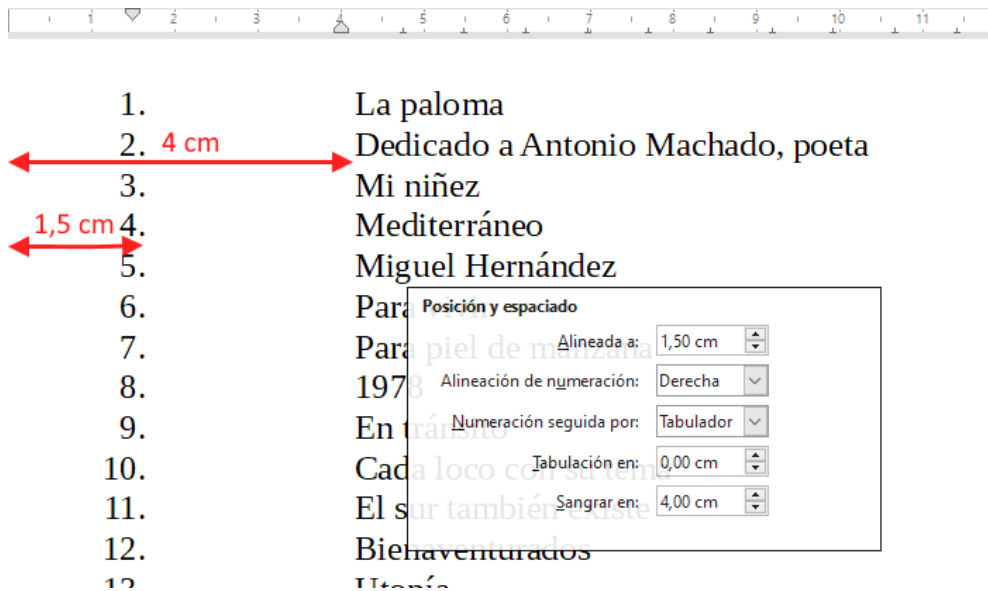 1 2 3 4 5 6 7 8 9 10 11
1. La paloma
2. Dedicado a Antonio Machado, poeta
4 cm
3. Mi niñez
4. Mediterráneo
1,5 cm
5. Miguel Hernández
6. Para vivir
Posición y espaciado
Alineada a: 1,50 cm
7. Para piel de manzana
Alineación de numeración: Derecha
8. 1978
Numeración seguida por: Tabulador
9. En tránsito
Tabulación en: 0,00 cm
10. Cada loco con su tema
Sangrar en: 4,00 cm
11. El sur también existe
12. Bienaventurados
13. Utopía